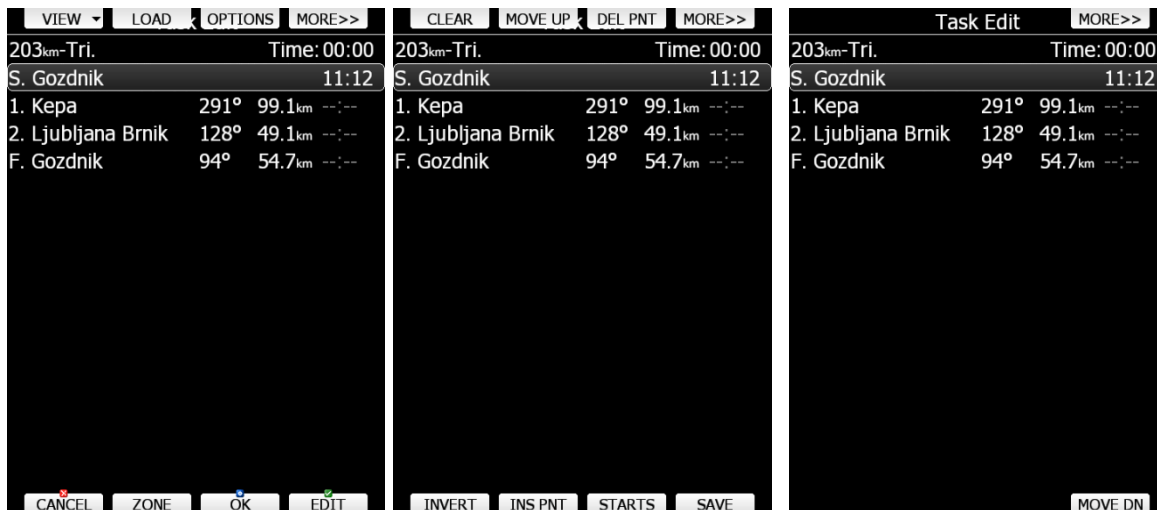 VIEW LOAD OPTIONS MORE>>
203km-Tri. Time: 00:00
S. Gozdnik 11:12
1. Kepa 291° 99.1km --:--
2. Ljubljana Brnik 128° 49.1km --:--
F. Gozdnik 94° 54.7km --:--
CANCEL ZONE OK EDIT
CLEAR MOVE UP DEL PNT MORE>>
203km-Tri. Time: 00:00
S. Gozdnik 11:12
1. Kepa 291° 99.1km --:--
2. Ljubljana Brnik 128° 49.1km --:--
F. Gozdnik 94° 54.7km --:--
INVERT INS PNT STARTS SAVE
Task Edit MORE>>
203km-Tri. Time: 00:00
S. Gozdnik 11:12
1. Kepa 291° 99.1km --:--
2. Ljubljana Brnik 128° 49.1km --:--
F. Gozdnik 94° 54.7km --:--
MOVE DN